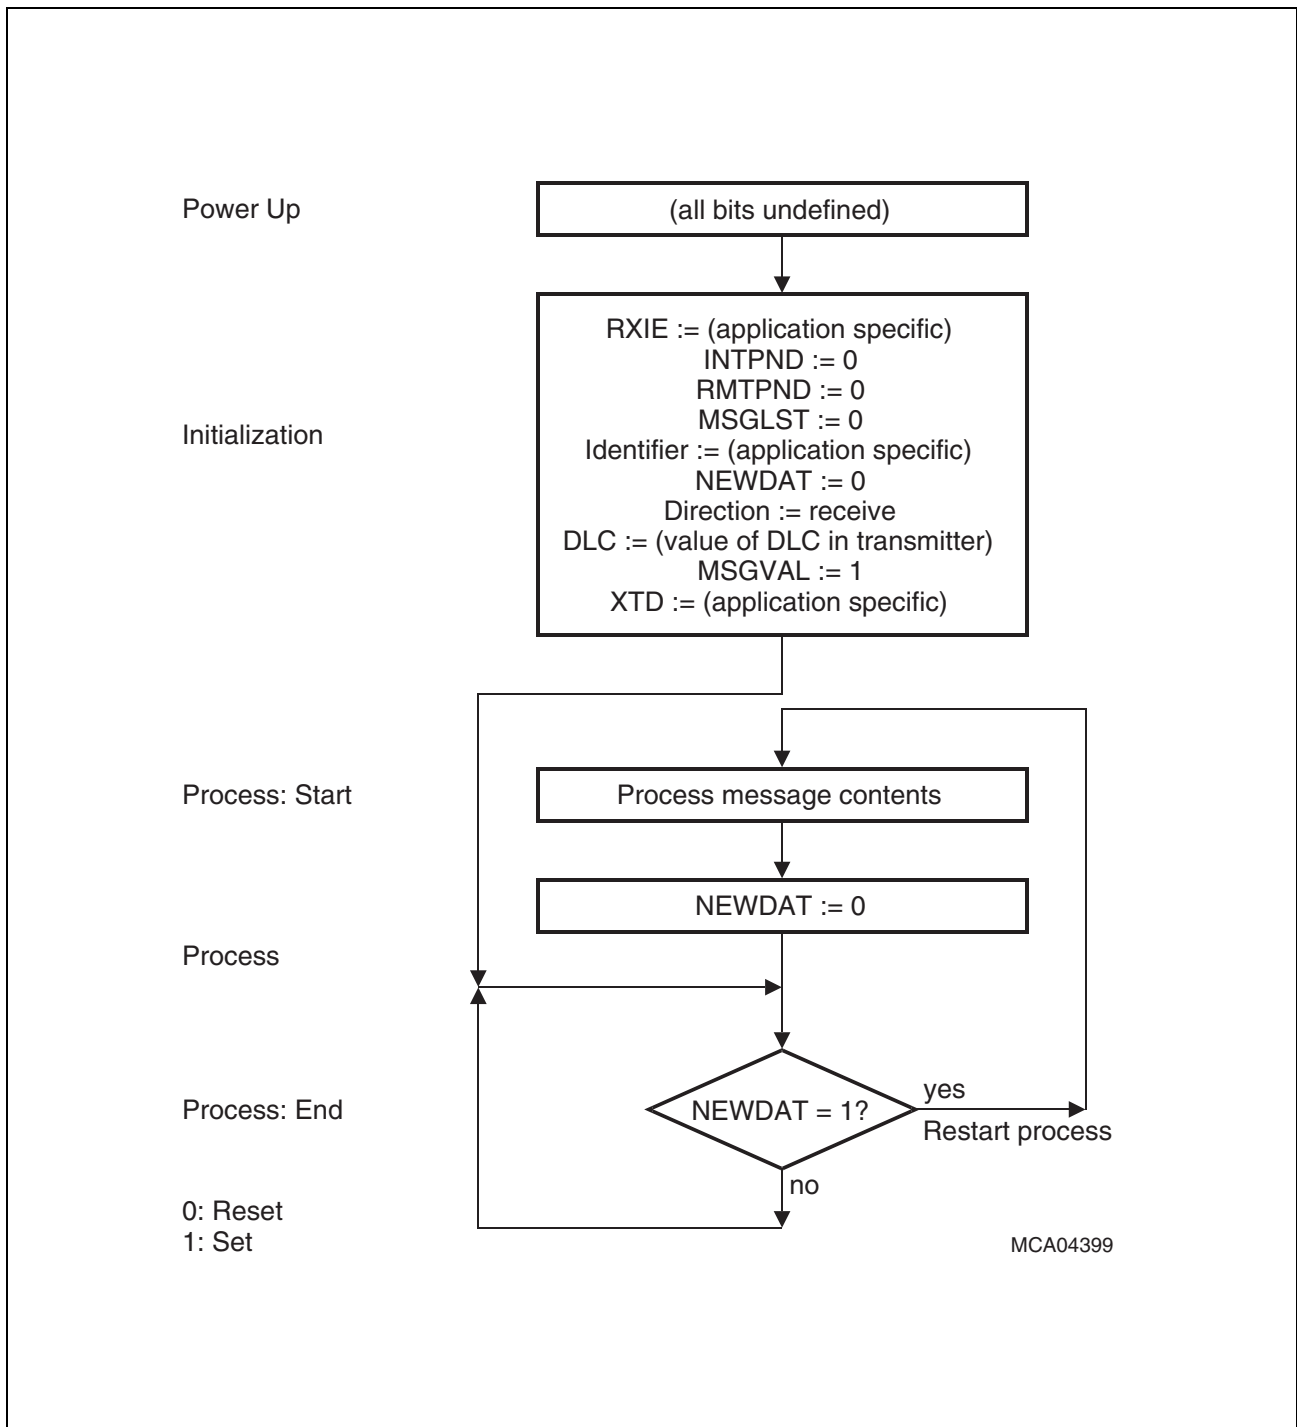 Power Up
(all bits undefined)
Initialization
RXIE := (application specific)
INTPND := 0
RMTPND := 0
MSGLST := 0
Identifier := (application specific)
NEWDAT := 0
Direction := receive
DLC := (value of DLC in transmitter)
MSGVAL := 1
XTD := (application specific)
Process: Start
Process message contents
NEWDAT := 0
Process
Process: End
NEWDAT = 1?
yes
Restart process
no
0: Reset
1: Set
MCA04399